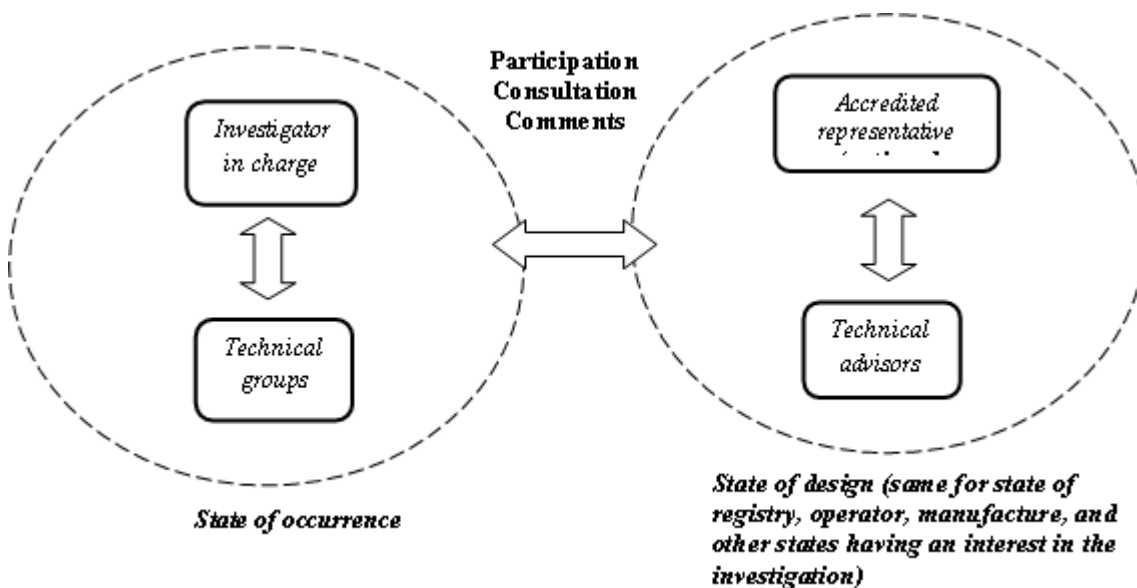 Participation
Consultation
Comments
Investigator
in charge
Technical
groups
State of occurrence
Accredited
representative
Technical
advisors
State of design (same for state of
registry, operator, manufacture, and
other states having an interest in the
investigation)